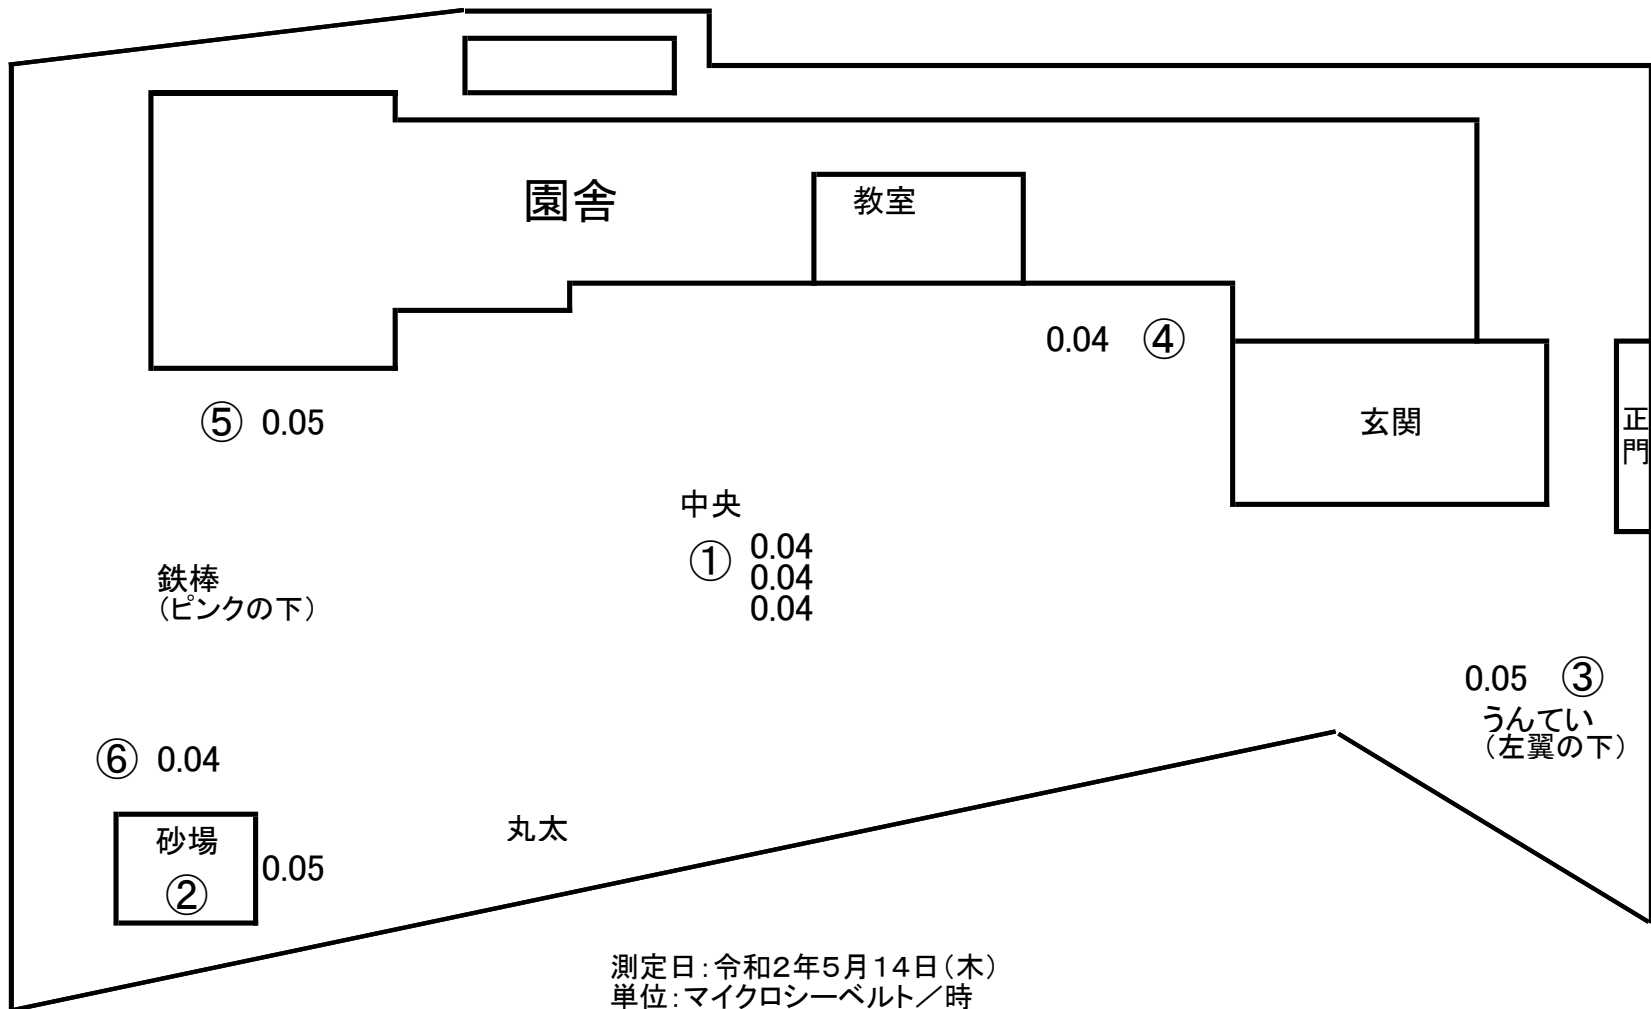 園舎
教室
0.04 ④
玄関
正
門
⑤ 0.05
中央
① 0.04
0.04
0.04
鉄棒
（ピンクの下）
0.05 ③
うんてい
（左翼の下）
⑥ 0.04
砂場
② 0.05
丸太
測定日：令和2年5月14日（木）
単位：マイクロシーベルト／時